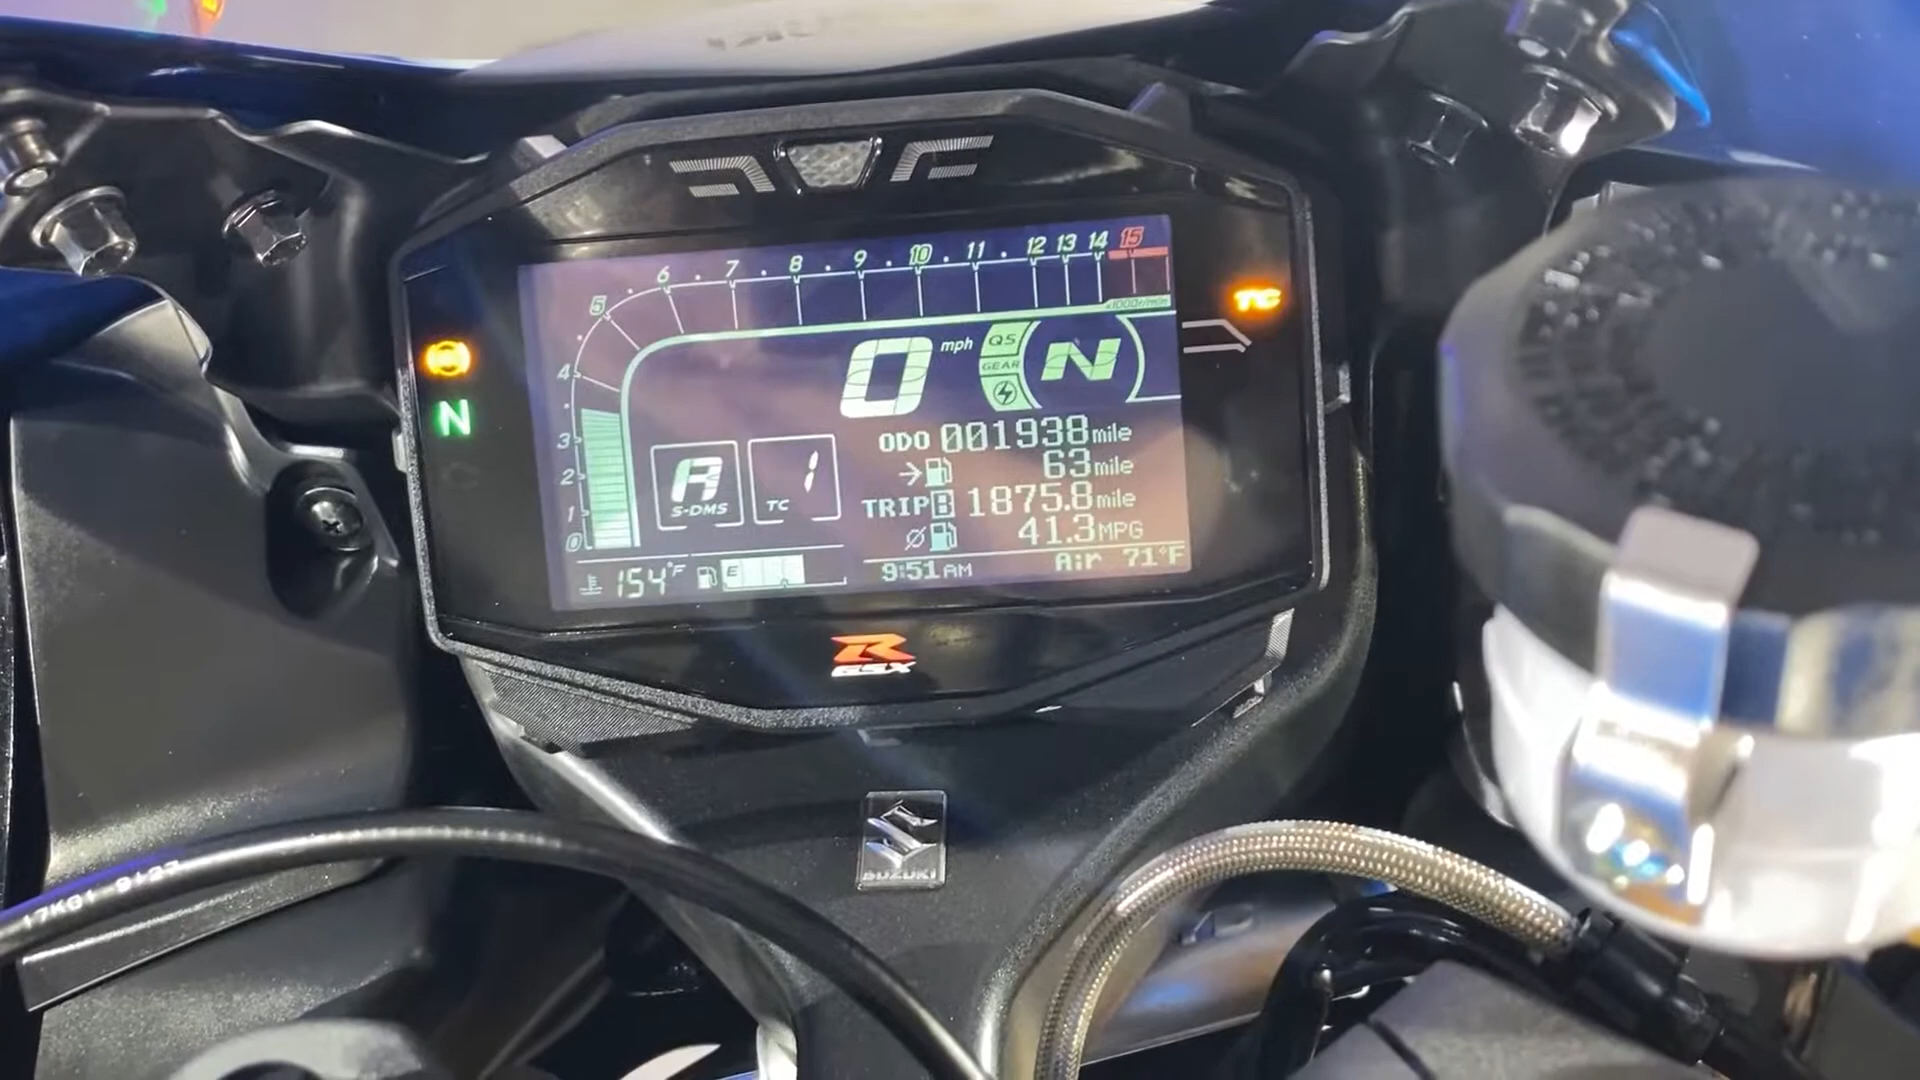 5 6 7 8 9 10 11 12 13 14 15
x1000r/min
4
3
2
1
0
0 mph
QS
GEAR
N
TC
N
ODO 001938 mile
63 mile
TRIP B 1875.8 mile
41.3 MPG
A
S-DMS
TC 1
154°F
E
9:51 AM
Air 71°F
R
GSX
SUZUKI